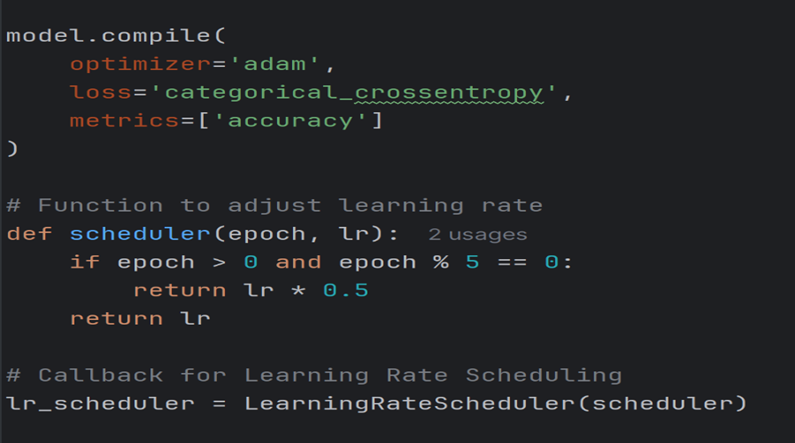 model.compile(
    optimizer='adam',
    loss='categorical_crossentropy',
    metrics=['accuracy']
)
# Function to adjust learning rate
def scheduler(epoch, lr):  2 usages
    if epoch > 0 and epoch % 5 == 0:
        return lr * 0.5
    return lr
# Callback for Learning Rate Scheduling
lr_scheduler = LearningRateScheduler(scheduler)